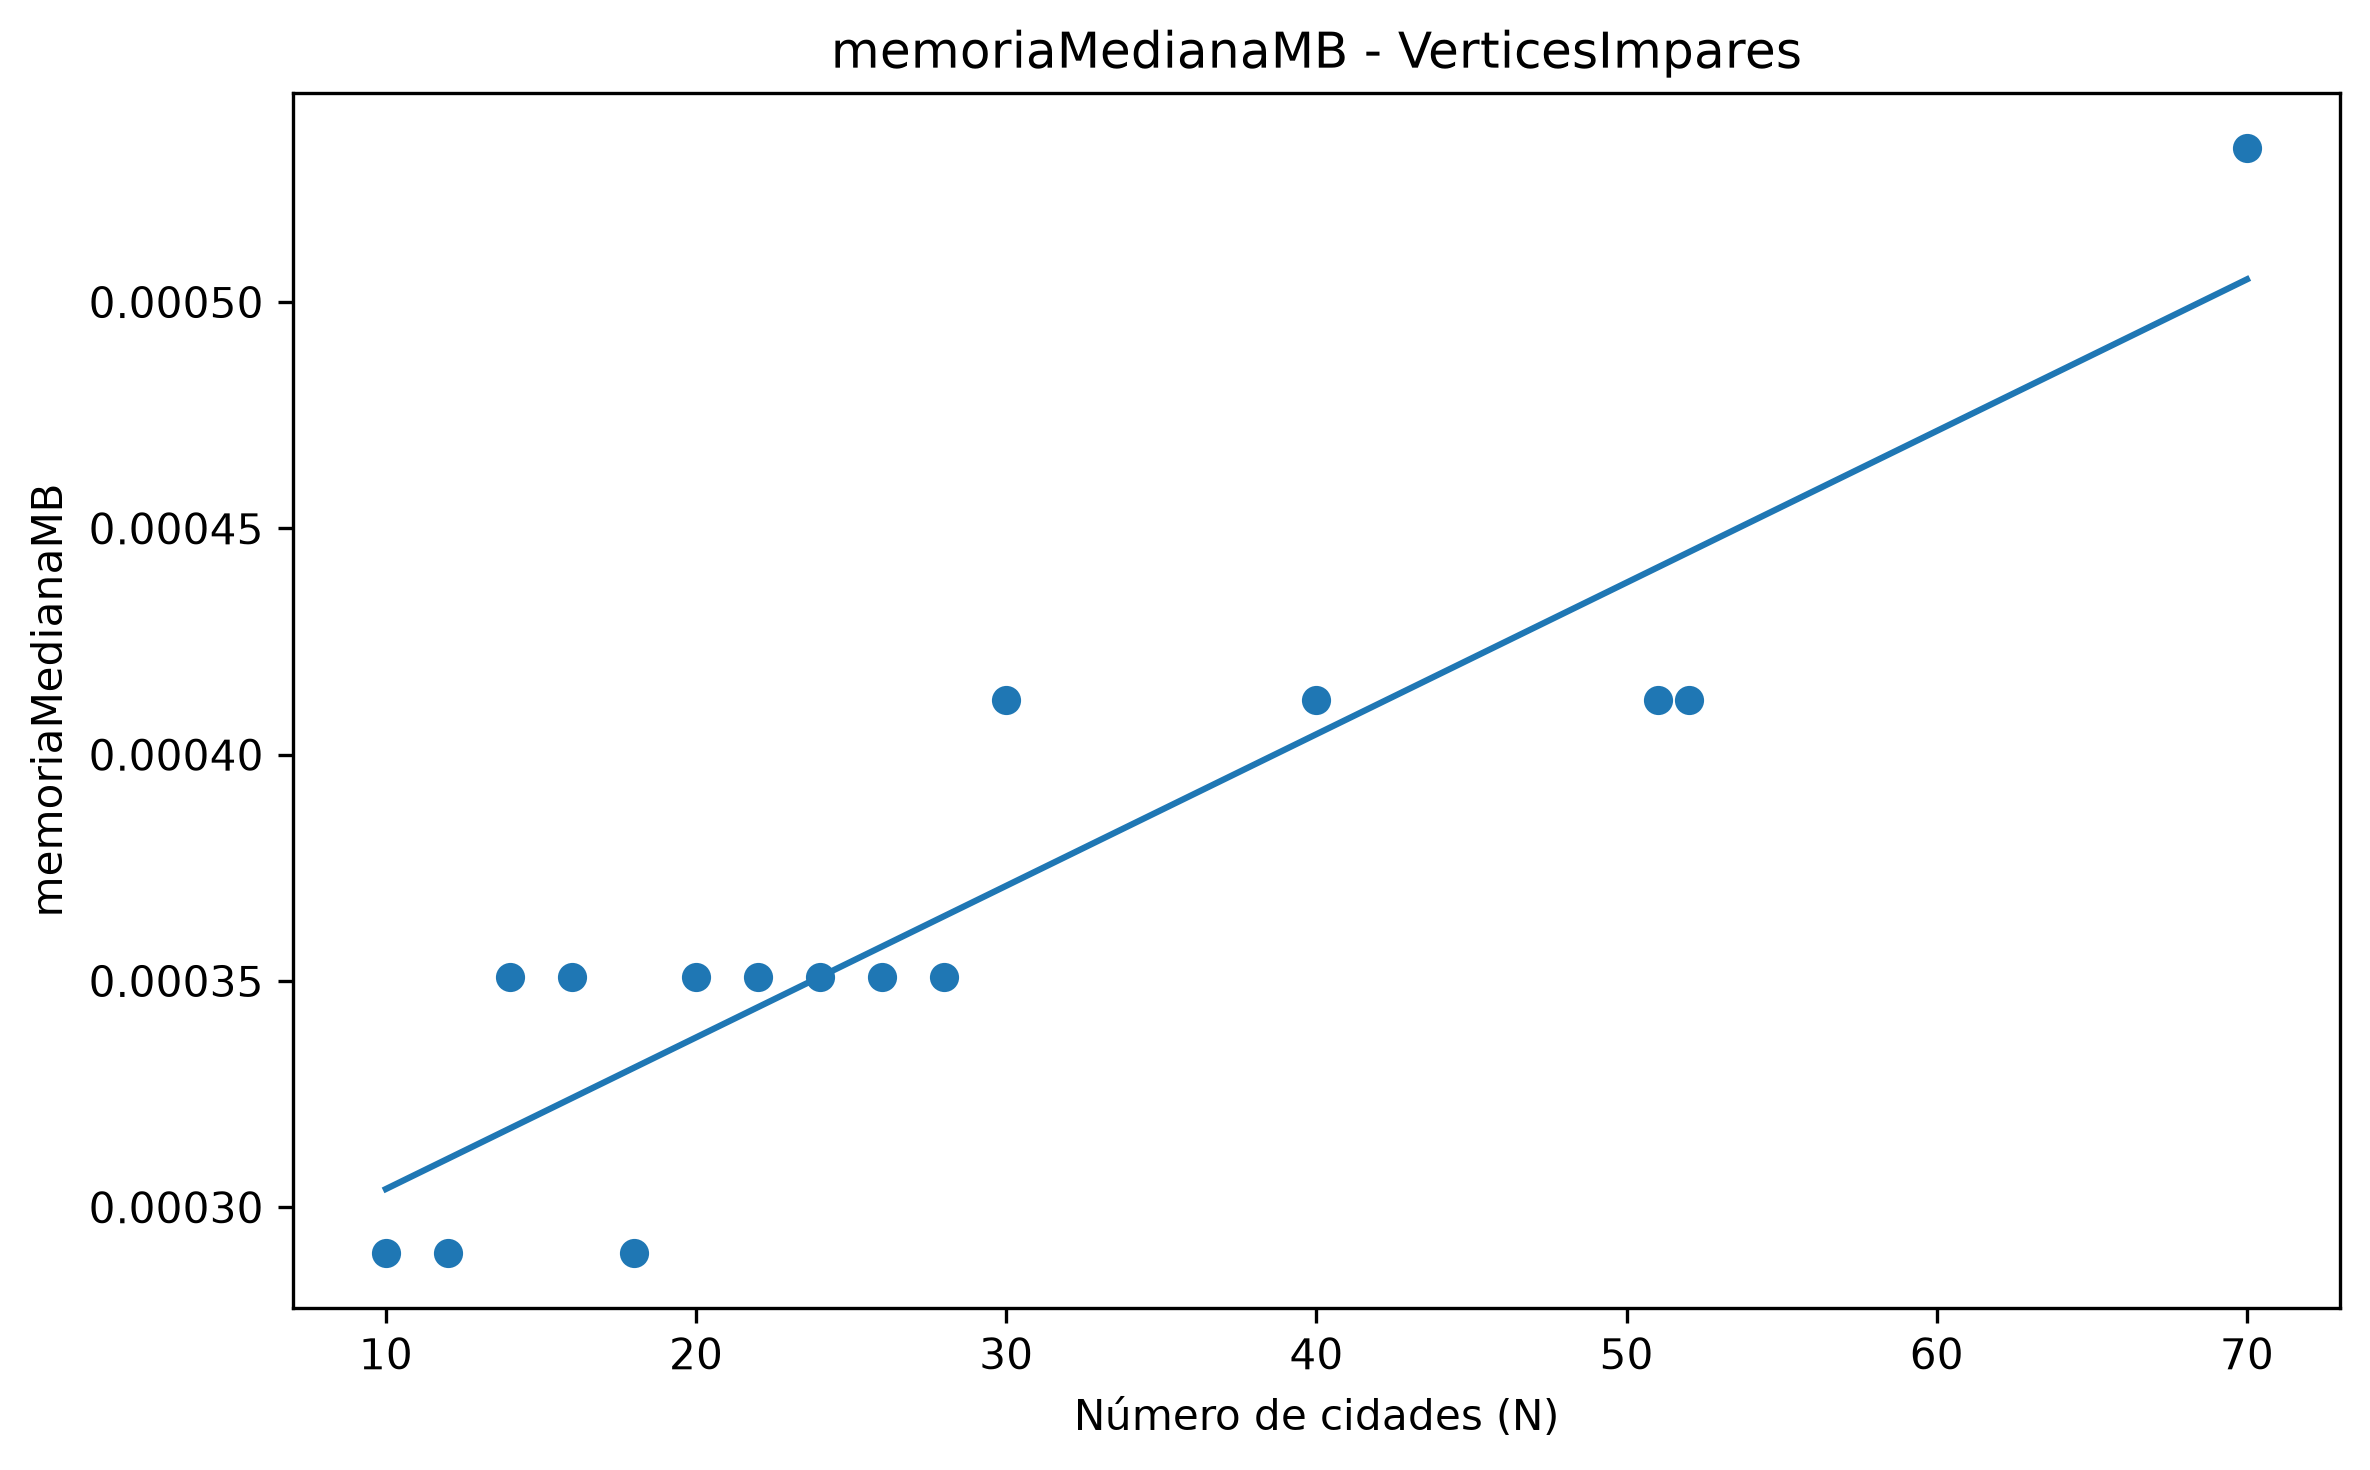 memoriaMedianaMB - VerticesImpares
memoriaMedianaMB
0.00050
0.00045
0.00040
0.00035
0.00030
10 20 30 40 50 60 70
Número de cidades (N)